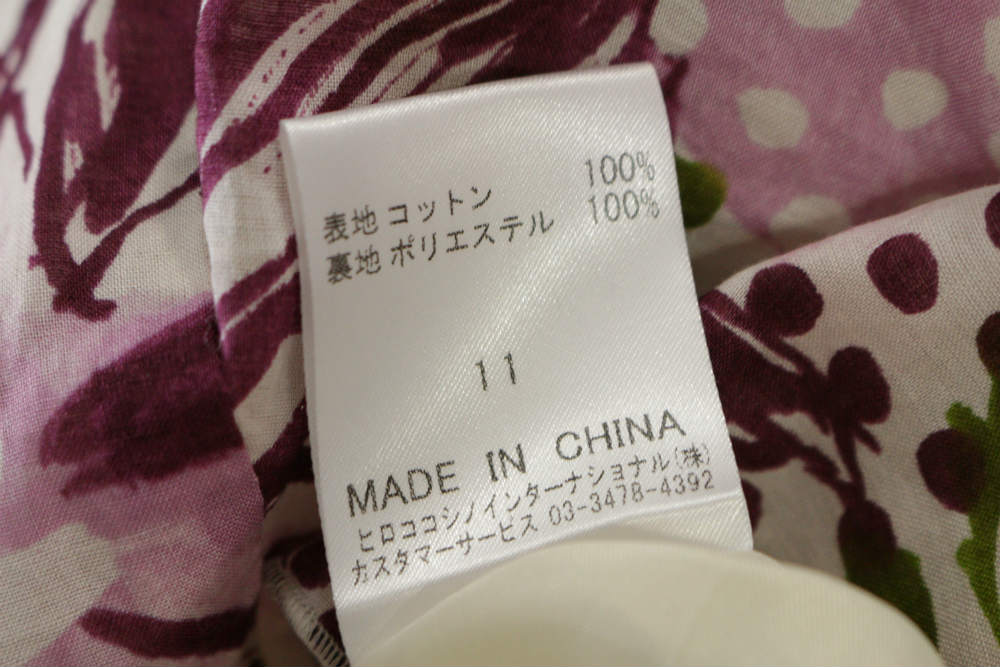 表地 コットン 100%
裏地 ポリエステル 100%
11
MADE IN CHINA
ヒロココシノインターナショナル(株)
カスタマーサービス 03-3478-4392